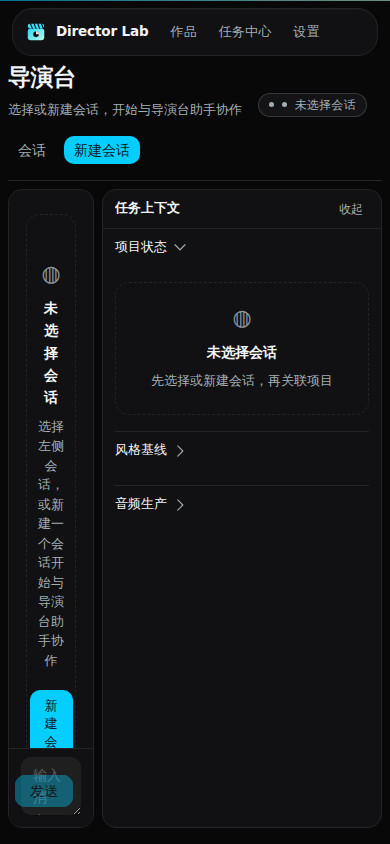 Director Lab 作品 任务中心 设置
导演台
选择或新建会话，开始与导演台助手协作
未选择会话
会话 新建会话
未
选
择
会
话
选择
左侧
会
话，
或新
建一
个会
话开
始与
导演
台助
手协
作
新
建
会
输入
消
发送
任务上下文 收起
项目状态
未选择会话
先选择或新建会话，再关联项目
风格基线
音频生产